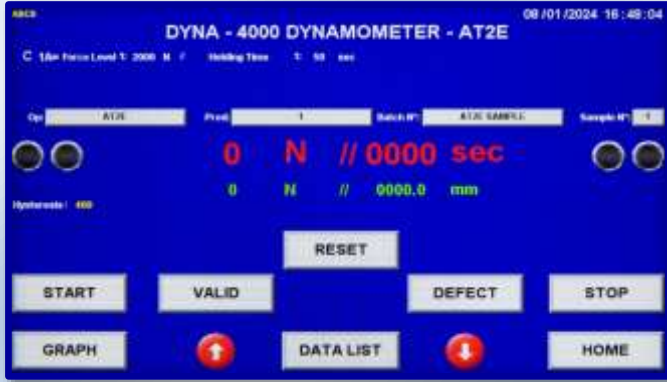 ABCD
08/01/2024 16:48:04
DYNA - 4000 DYNAMOMETER - AT2E
Force Level 1: 2000 N / Holding Time 1: 50 sec
Op: AT2E Prod: 1 Batch N°: AT2E SAMPLE Sample N°: 1
0 N // 0000 sec
0 N // 0000.0 mm
Hysteresis: 400
RESET
START VALID DEFECT STOP
GRAPH DATA LIST HOME